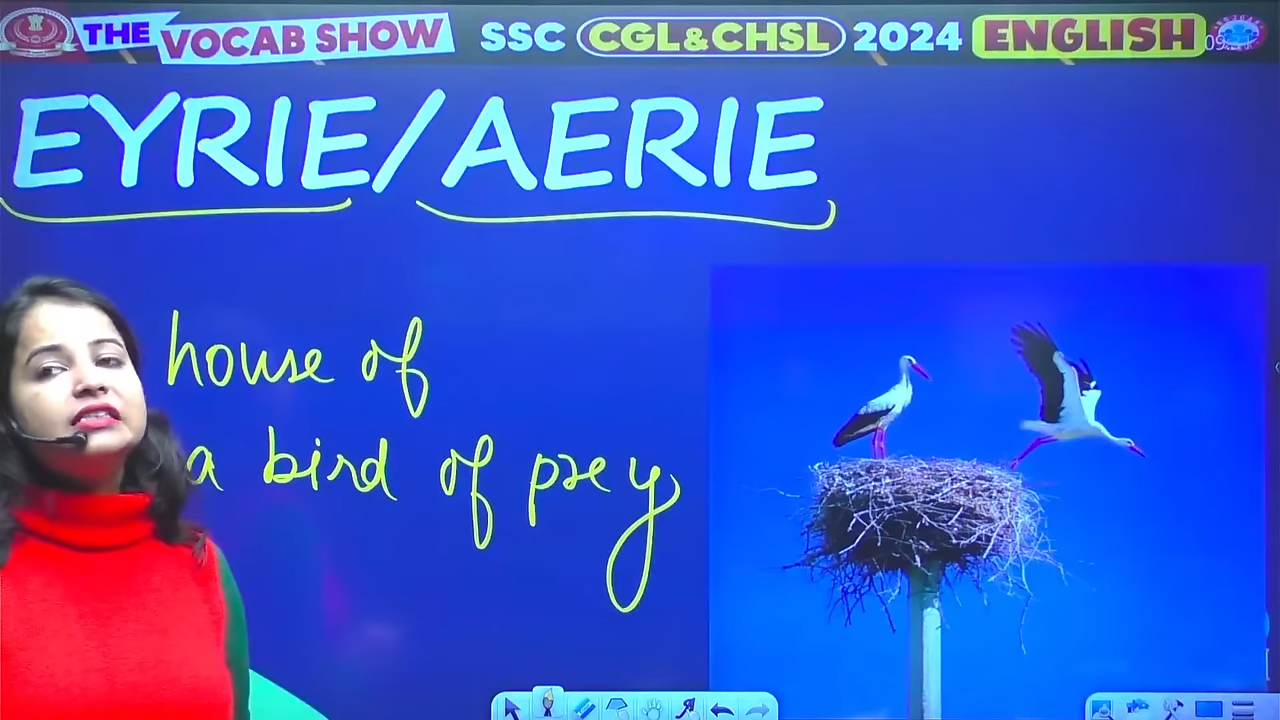 THE VOCAB SHOW SSC CGL&CHSL 2024 ENGLISH
EYRIE/AERIE
house of
a bird of prey